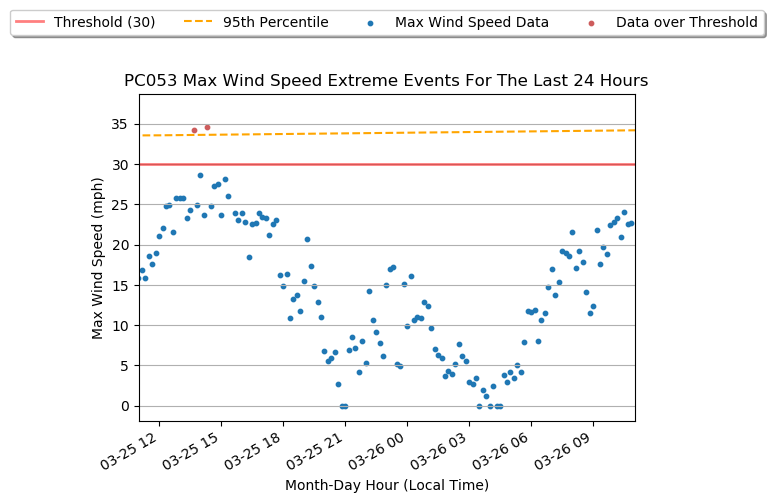 Threshold (30) 95th Percentile Max Wind Speed Data Data over Threshold
PC053 Max Wind Speed Extreme Events For The Last 24 Hours
35
30
25
20
15
10
5
0
Max Wind Speed (mph)
03-25 12 03-25 15 03-25 18 03-25 21 03-26 00 03-26 03 03-26 06 03-26 09
Month-Day Hour (Local Time)